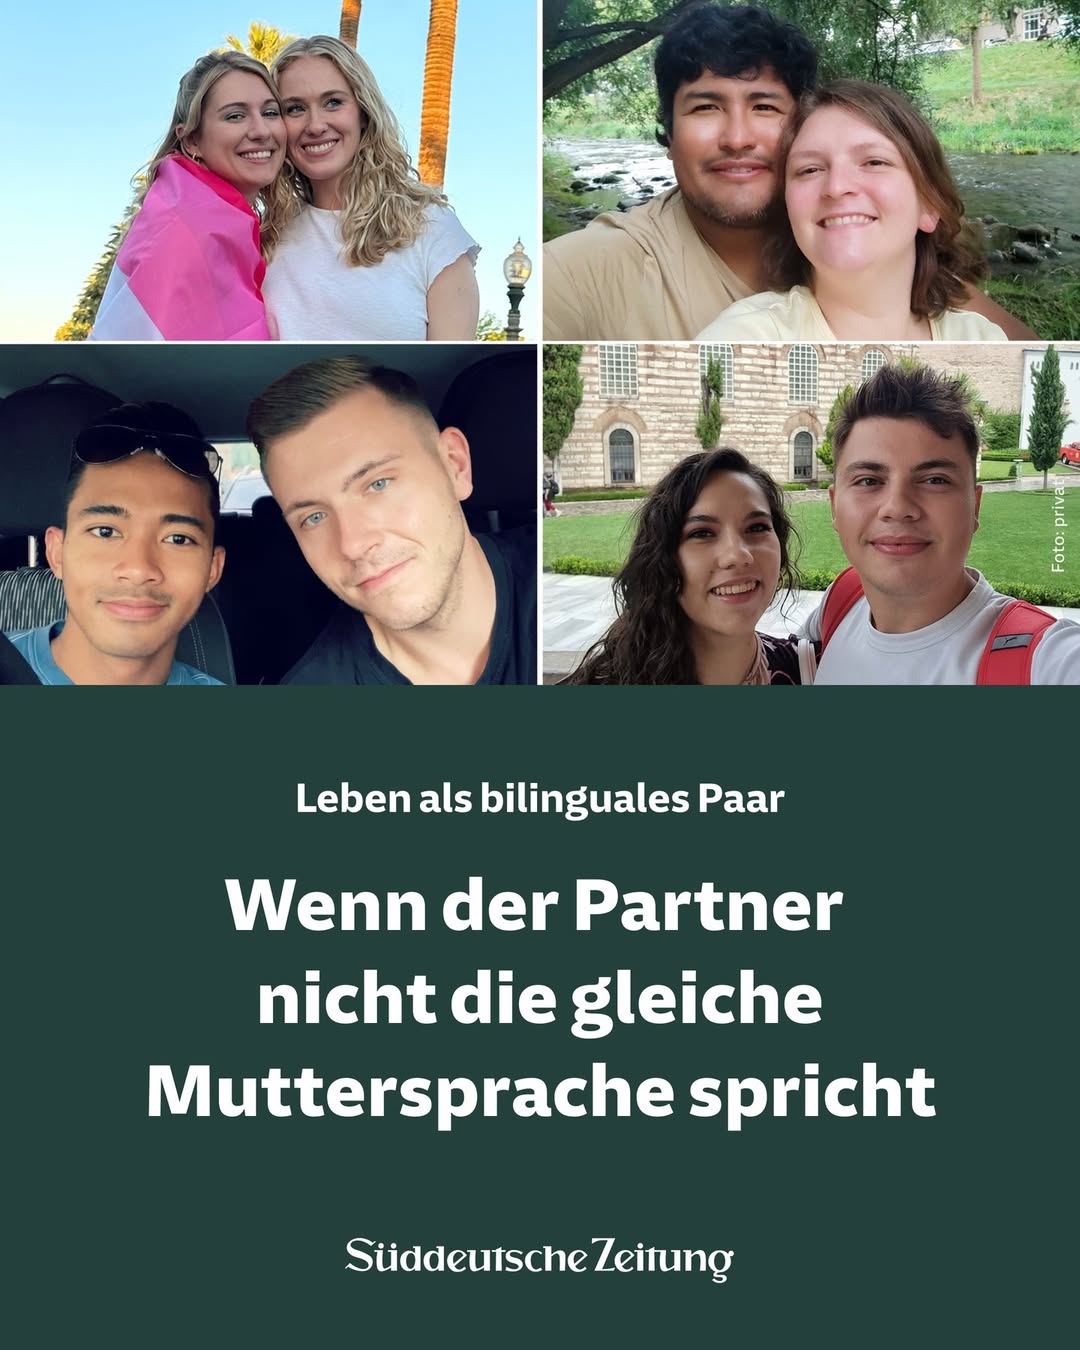 Foto: privat
Leben als bilinguales Paar
Wenn der Partner
nicht die gleiche
Muttersprache spricht
Süddeutsche Zeitung